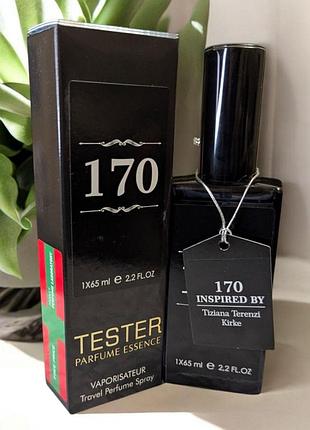 170
1X65 ml ℮ 2.2 FL.OZ
TESTER
PARFUME ESSENCE
VAPORISATEUR
Travel Perfume Spray
170
INSPIRED BY
Tiziana Terenzi
Kirke
1X65 ml ℮ 2.2 FL.OZ